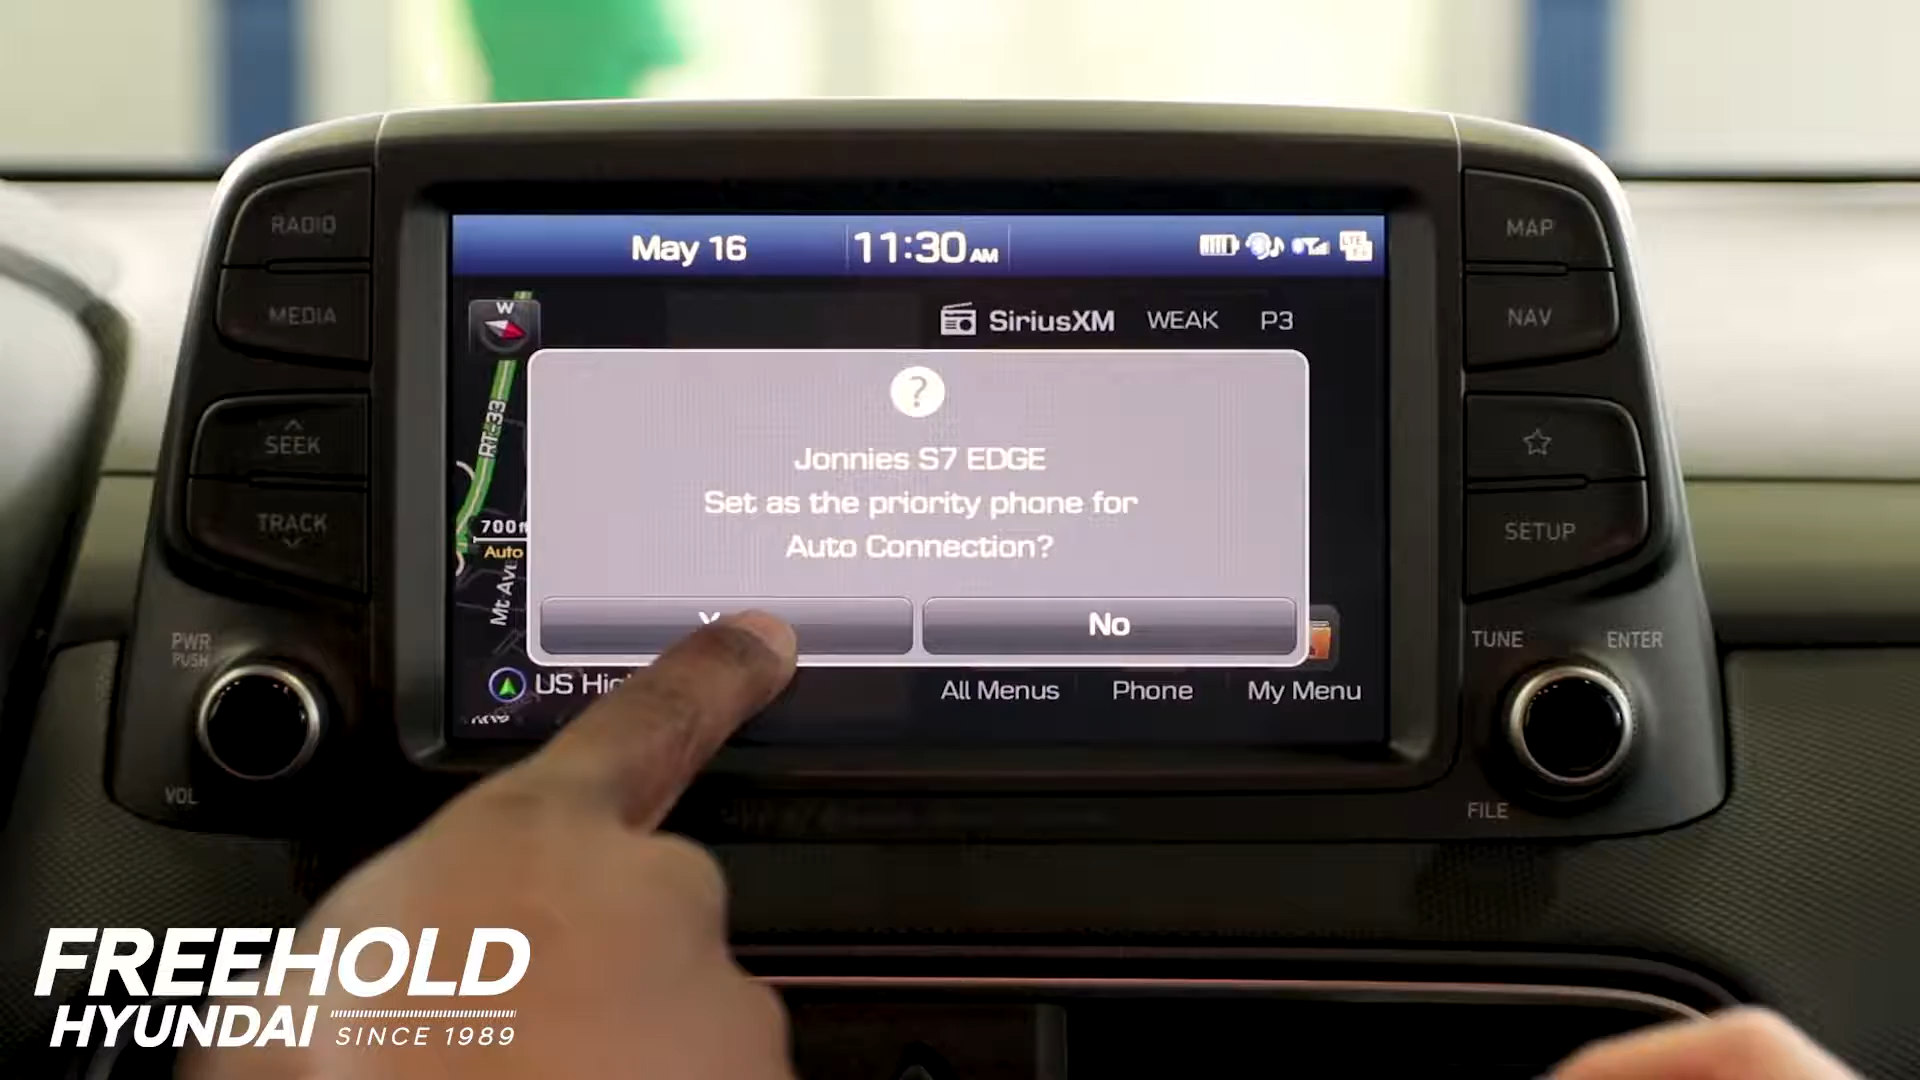 RADIO
MEDIA
SEEK
TRACK
PWR
PUSH
VOL
May 16
11:30 AM
W
SiriusXM WEAK P3
RT-33
700ft
Auto
Mt Ave
?
Jonnies S7 EDGE
Set as the priority phone for
Auto Connection?
No
All Menus Phone My Menu
MAP
NAV
SETUP
TUNE ENTER
FILE
FREEHOLD
HYUNDAI SINCE 1989